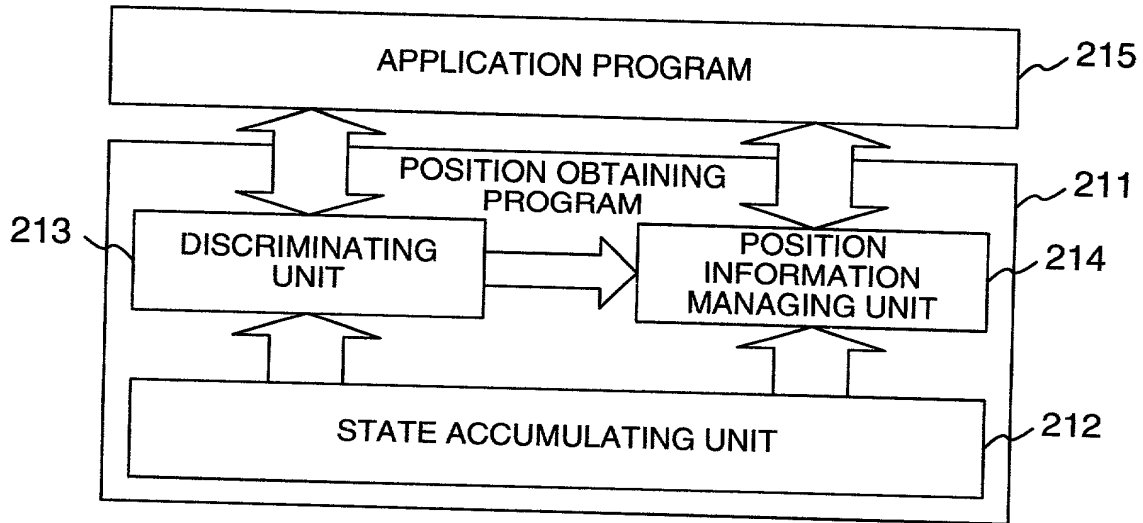 APPLICATION PROGRAM
215
POSITION OBTAINING
PROGRAM
211
213
DISCRIMINATING
UNIT
POSITION
INFORMATION
MANAGING UNIT
214
STATE ACCUMULATING UNIT
212